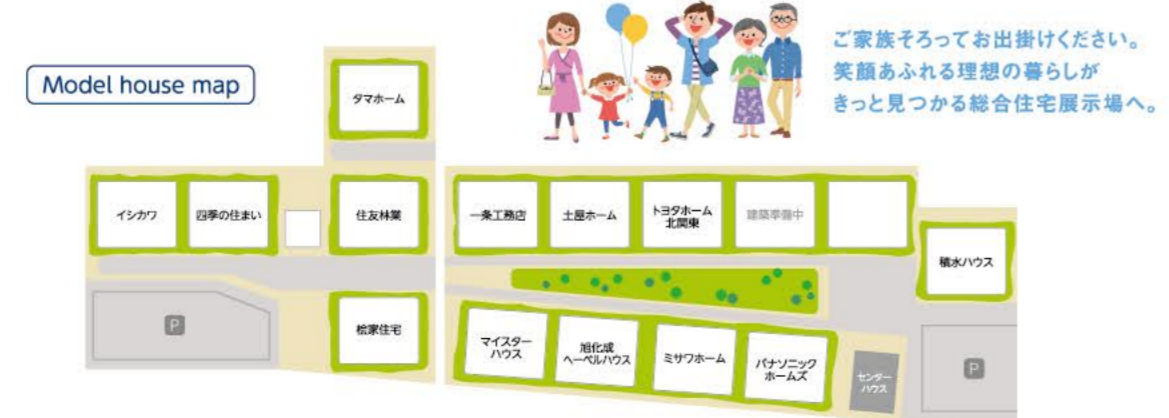 ご家族そろってお出掛けください。
笑顔あふれる理想の暮らしが
きっと見つかる総合住宅展示場へ。
Model house map
タマホーム
イシカワ
四季の住まい
住友林業
一条工務店
土屋ホーム
トヨタホーム
北関東
建築準備中
積水ハウス
P
桧家住宅
マイスター
ハウス
旭化成
ヘーベルハウス
ミサワホーム
パナソニック
ホームズ
センター
ハウス
P